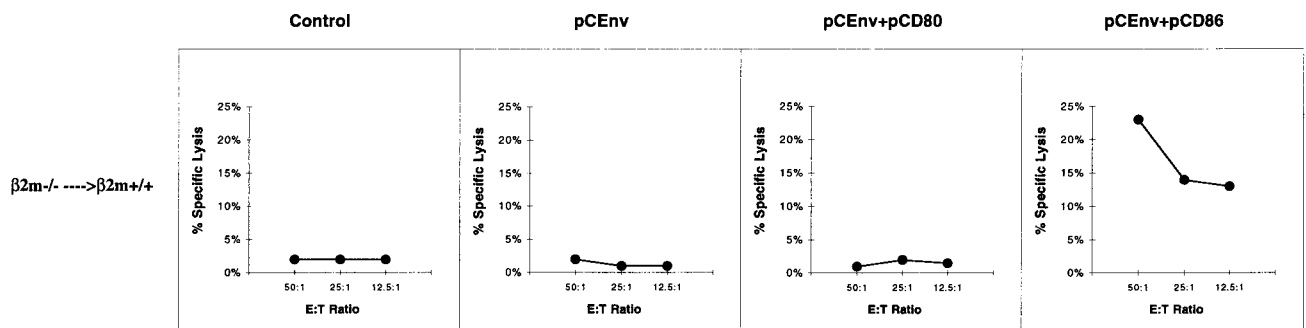 Control
pCEnv
pCEnv+pCD80
pCEnv+pCD86
β2m-/- ---->β2m+/+
% Specific Lysis
25%
20%
15%
10%
5%
0%
50:1 25:1 12.5:1
E:T Ratio
% Specific Lysis
25%
20%
15%
10%
5%
0%
50:1 25:1 12.5:1
E:T Ratio
% Specific Lysis
25%
20%
15%
10%
5%
0%
50:1 25:1 12.5:1
E:T Ratio
% Specific Lysis
25%
20%
15%
10%
5%
0%
50:1 25:1 12.5:1
E:T Ratio